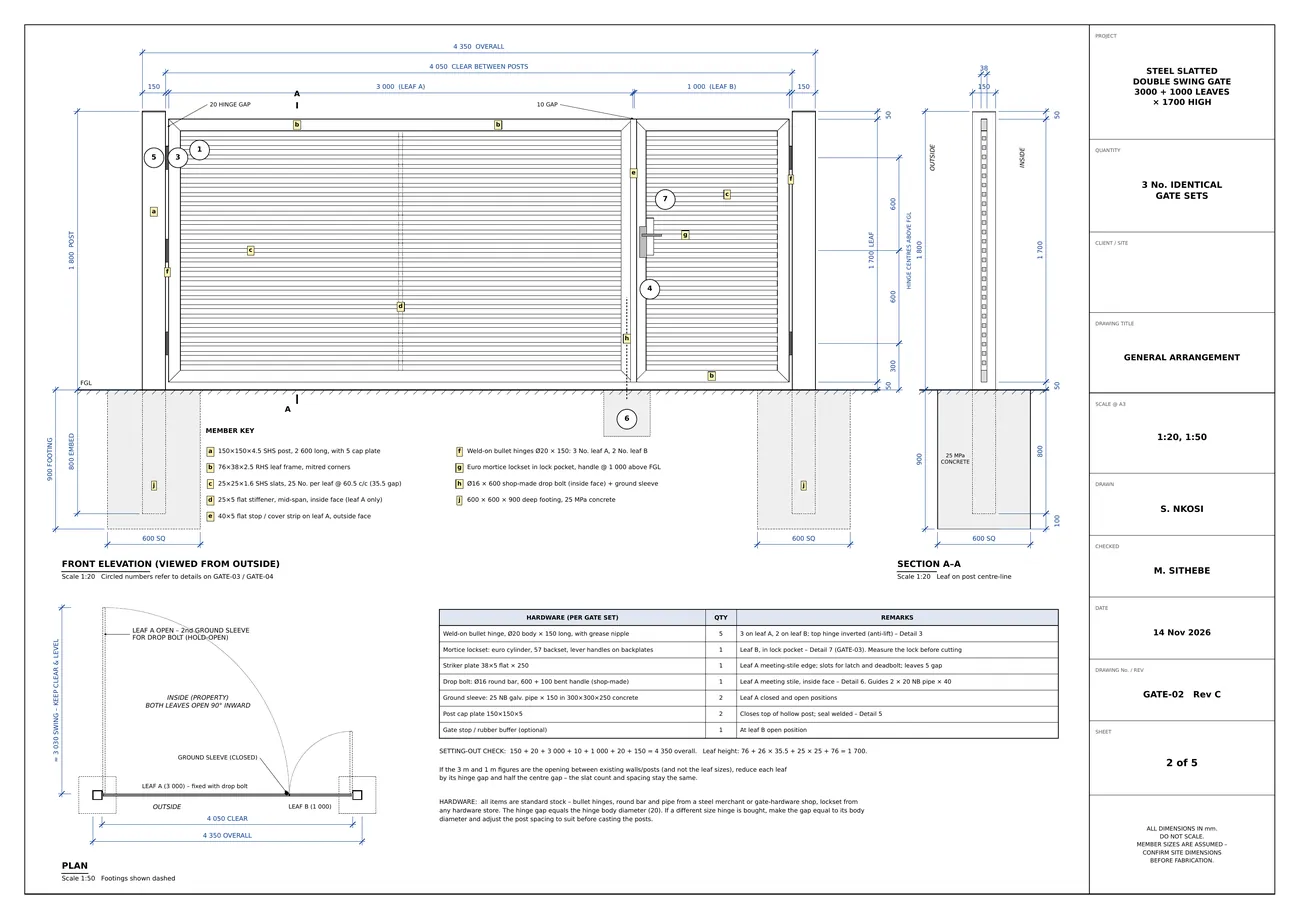 4 350 OVERALL
4 050 CLEAR BETWEEN POSTS
150
3 000 (LEAF A)
1 000 (LEAF B)
150
A
20 HINGE GAP
10 GAP
b
b
5
3
1
e
f
a
7
c
g
c
f
4
d
h
b
1 800 POST
FGL
A
6
900 FOOTING
800 EMBED
j
j
600 SQ
600 SQ
50
1 700 LEAF
600
600
300
50
HINGE CENTRES ABOVE FGL
38
150
50
OUTSIDE
INSIDE
1 800
1 700
50
900
25 MPa
CONCRETE
800
100
600 SQ
MEMBER KEY
a 150×150×4.5 SHS post, 2 600 long, with 5 cap plate
b 76×38×2.5 RHS leaf frame, mitred corners
c 25×25×1.6 SHS slats, 25 No. per leaf @ 60.5 c/c (35.5 gap)
d 25×5 flat stiffener, mid-span, inside face (leaf A only)
e 40×5 flat stop / cover strip on leaf A, outside face
f Weld-on bullet hinges Ø20 × 150; 3 No. leaf A, 2 No. leaf B
g Euro mortice lockset in lock pocket, handle @ 1 000 above FGL
h Ø16 × 600 shop-made drop bolt (inside face) + ground sleeve
j 600 × 600 × 900 deep footing, 25 MPa concrete
FRONT ELEVATION (VIEWED FROM OUTSIDE)
Scale 1:20 Circled numbers refer to details on GATE-03 / GATE-04
SECTION A–A
Scale 1:20 Leaf on post centre-line
≈ 3 030 SWING – KEEP CLEAR & LEVEL
LEAF A OPEN – 2nd GROUND SLEEVE
FOR DROP BOLT (HOLD-OPEN)
INSIDE (PROPERTY)
BOTH LEAVES OPEN 90° INWARD
GROUND SLEEVE (CLOSED)
LEAF A (3 000) – fixed with drop bolt
OUTSIDE
LEAF B (1 000)
4 050 CLEAR
4 350 OVERALL
PLAN
Scale 1:50 Footings shown dashed
HARDWARE (PER GATE SET) QTY REMARKS
Weld-on bullet hinge, Ø20 body × 150 long, with grease nipple 5 3 on leaf A, 2 on leaf B; top hinge inverted (anti-lift) – Detail 3
Mortice lockset: euro cylinder, 57 backset, lever handles on backplates 1 Leaf B, in lock pocket – Detail 7 (GATE-03). Measure the lock before cutting
Striker plate 38×5 flat × 250 1 Leaf A meeting-stile edge; slots for latch and deadbolt; leaves 5 gap
Drop bolt: Ø16 round bar, 600 + 100 bent handle (shop-made) 1 Leaf A meeting stile, inside face – Detail 6. Guides 2 × 20 NB pipe × 40
Ground sleeve: 25 NB galv. pipe × 150 in 300×300×250 concrete 2 Leaf A closed and open positions
Post cap plate 150×150×5 2 Closes top of hollow post; seal welded – Detail 5
Gate stop / rubber buffer (optional) 1 At leaf B open position
SETTING-OUT CHECK: 150 + 20 + 3 000 + 10 + 1 000 + 20 + 150 = 4 350 overall. Leaf height: 76 + 26 × 35.5 + 25 × 25 + 76 = 1 700.
If the 3 m and 1 m figures are the opening between existing walls/posts (and not the leaf sizes), reduce each leaf
by its hinge gap and half the centre gap – the slat count and spacing stay the same.
HARDWARE: all items are standard stock – bullet hinges, round bar and pipe from a steel merchant or gate-hardware shop, lockset from
any hardware store. The hinge gap equals the hinge body diameter (20). If a different size hinge is bought, make the gap equal to its body
diameter and adjust the post spacing to suit before casting the posts.
PROJECT
STEEL SLATTED
DOUBLE SWING GATE
3000 + 1000 LEAVES
× 1700 HIGH
QUANTITY
3 No. IDENTICAL
GATE SETS
CLIENT / SITE
DRAWING TITLE
GENERAL ARRANGEMENT
SCALE @ A3
1:20, 1:50
DRAWN
S. NKOSI
CHECKED
M. SITHEBE
DATE
14 Nov 2026
DRAWING No. / REV
GATE-02 Rev C
SHEET
2 of 5
ALL DIMENSIONS IN mm.
DO NOT SCALE.
MEMBER SIZES ARE ASSUMED –
CONFIRM SITE DIMENSIONS
BEFORE FABRICATION.